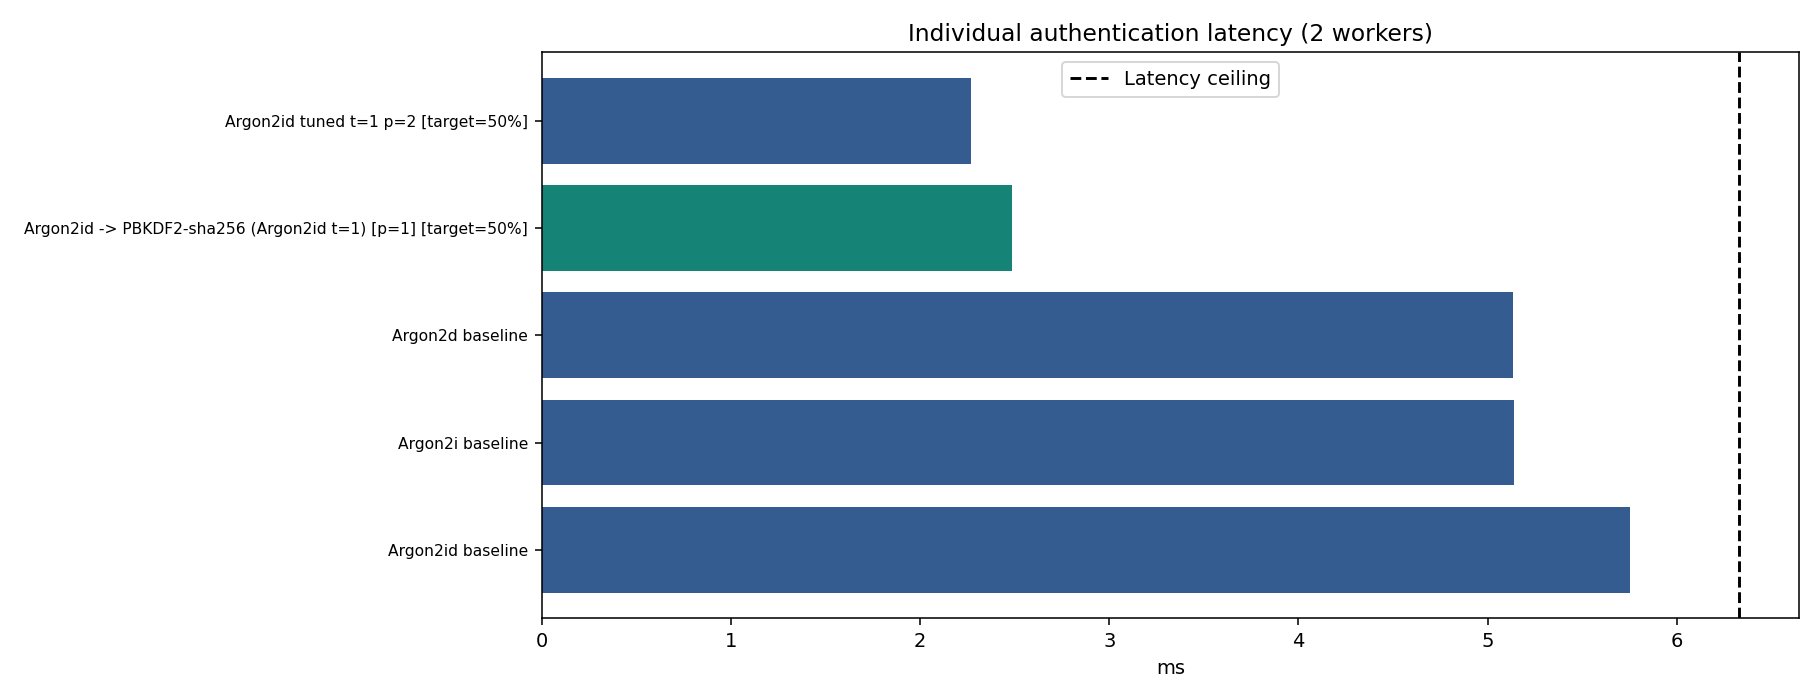 Individual authentication latency (2 workers)
Latency ceiling
Argon2id tuned t=1 p=2 [target=50%]
Argon2id -> PBKDF2-sha256 (Argon2id t=1) [p=1] [target=50%]
Argon2d baseline
Argon2i baseline
Argon2id baseline
0 1 2 3 4 5 6
ms